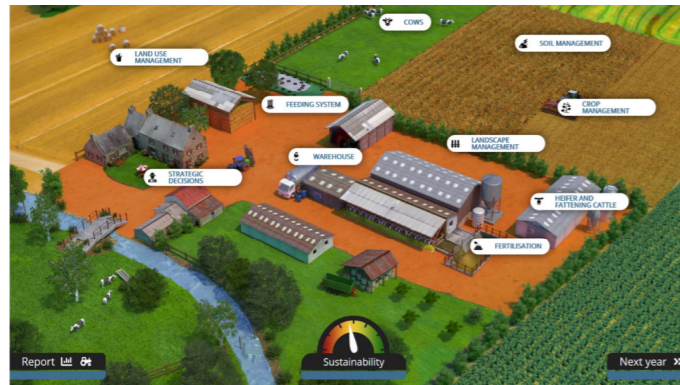 COWS
SOIL MANAGEMENT
LAND USE
MANAGEMENT
FEEDING SYSTEM
CROP
MANAGEMENT
LANDSCAPE
MANAGEMENT
WAREHOUSE
STRATEGIC
DECISIONS
HEIFER AND
FATTENING CATTLE
FERTILISATION
Report
Sustainability
Next year